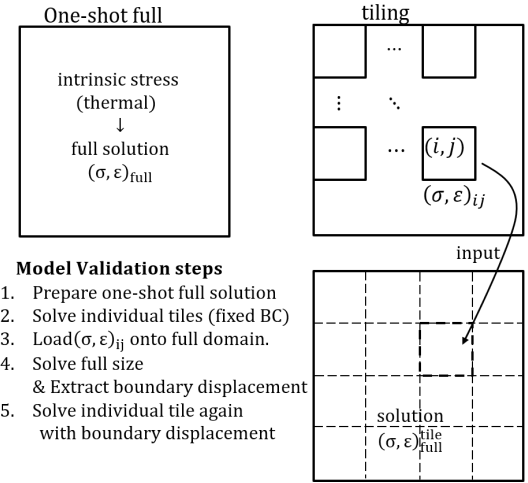 One-shot full
intrinsic stress
(thermal)
↓
full solution
(σ, ε)full
tiling
...
⋮ ⋱
... (i, j)
(σ, ε)ij
input
Model Validation steps
1. Prepare one-shot full solution
2. Solve individual tiles (fixed BC)
3. Load(σ, ε)ij onto full domain.
4. Solve full size
& Extract boundary displacement
5. Solve individual tile again
with boundary displacement
solution
(σ, ε)tile full